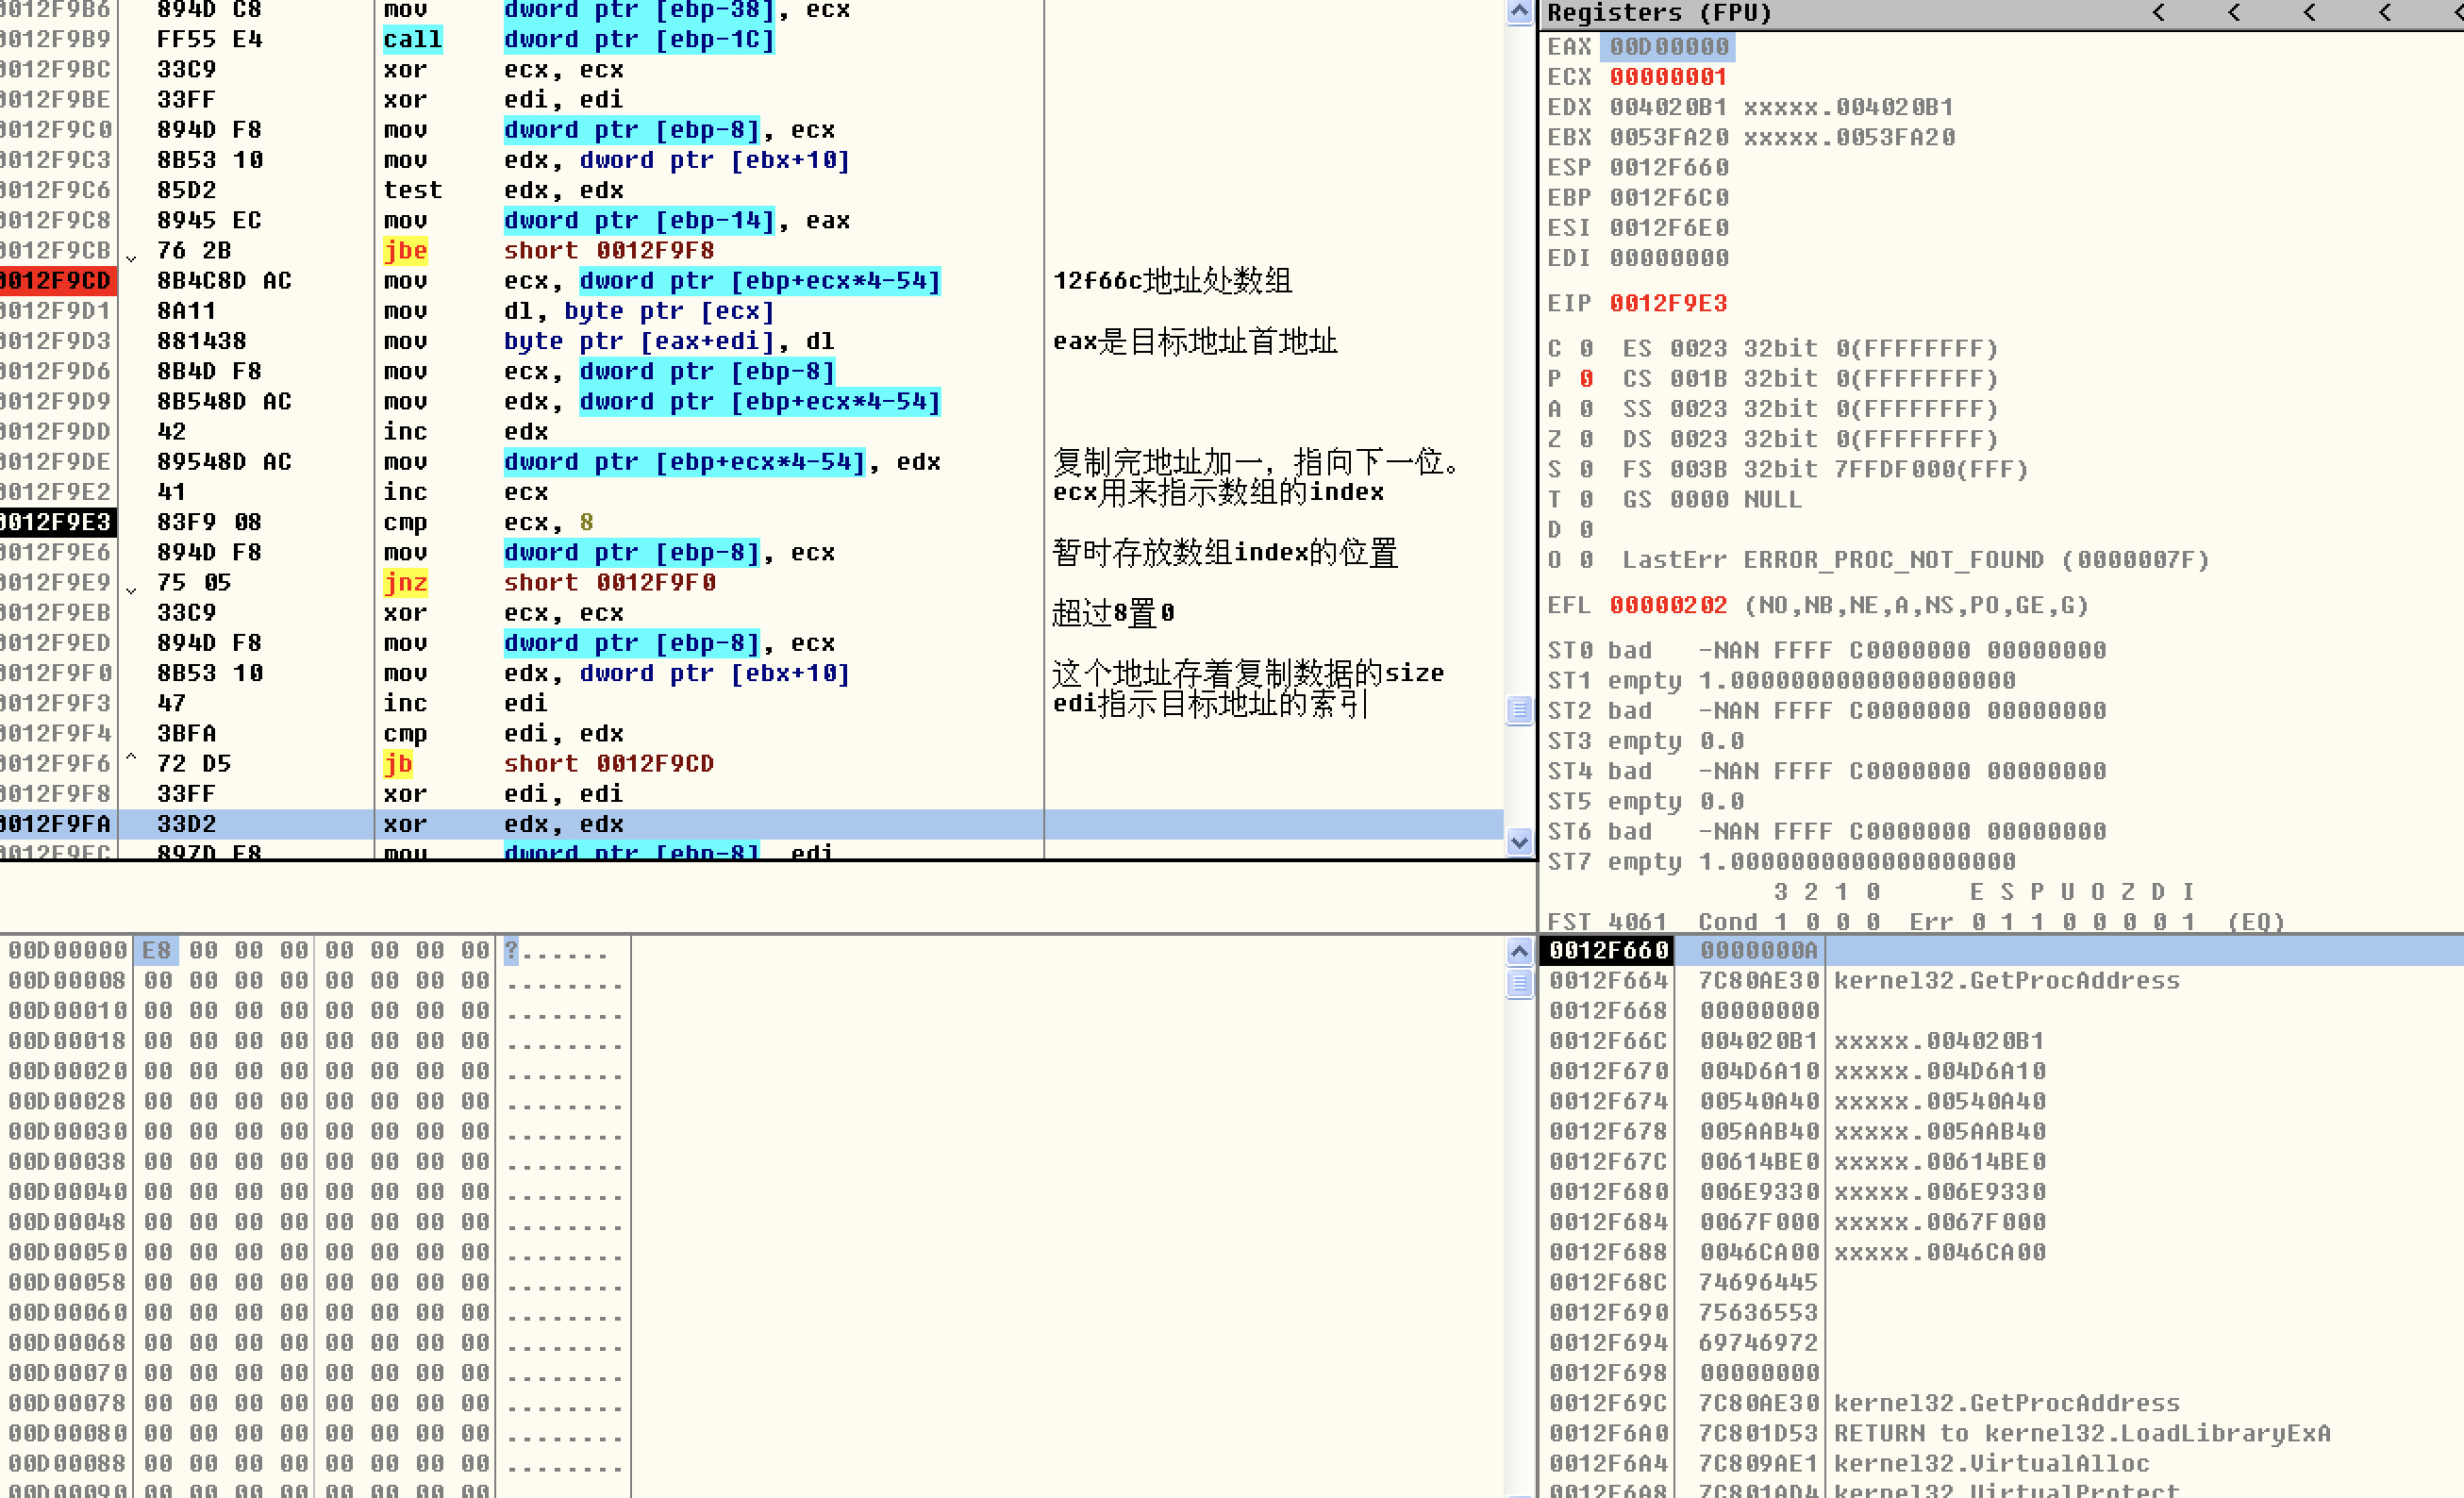 0012F9B6 894D C8 mov dword ptr [ebp-38], ecx
0012F9B9 FF55 E4 call dword ptr [ebp-1C]
0012F9BC 33C9 xor ecx, ecx
0012F9BE 33FF xor edi, edi
0012F9C0 894D F8 mov dword ptr [ebp-8], ecx
0012F9C3 8B53 10 mov edx, dword ptr [ebx+10]
0012F9C6 85D2 test edx, edx
0012F9C8 8945 EC mov dword ptr [ebp-14], eax
0012F9CB 76 2B jbe short 0012F9F8
0012F9CD 8B4C8D AC mov ecx, dword ptr [ebp+ecx*4-54] 12f66c地址处数组
0012F9D1 8A11 mov dl, byte ptr [ecx]
0012F9D3 881438 mov byte ptr [eax+edi], dl eax是目标地址首地址
0012F9D6 8B4D F8 mov ecx, dword ptr [ebp-8]
0012F9D9 8B548D AC mov edx, dword ptr [ebp+ecx*4-54]
0012F9DD 42 inc edx
0012F9DE 89548D AC mov dword ptr [ebp+ecx*4-54], edx 复制完地址加一，指向下一位。
0012F9E2 41 inc ecx ecx用来指示数组的index
0012F9E3 83F9 08 cmp ecx, 8
0012F9E6 894D F8 mov dword ptr [ebp-8], ecx 暂时存放数组index的位置
0012F9E9 75 05 jnz short 0012F9F0
0012F9EB 33C9 xor ecx, ecx 超过8置0
0012F9ED 894D F8 mov dword ptr [ebp-8], ecx
0012F9F0 8B53 10 mov edx, dword ptr [ebx+10] 这个地址存着复制数据的size
0012F9F3 47 inc edi edi指示目标地址的索引
0012F9F4 3BFA cmp edi, edx
0012F9F6 72 D5 jb short 0012F9CD
0012F9F8 33FF xor edi, edi
0012F9FA 33D2 xor edx, edx
0012F9FC 897D F8 mov dword ptr [ebp-8], edi
Registers (FPU) < < < < <
EAX 00D00000
ECX 00000001
EDX 004020B1 xxxxx.004020B1
EBX 0053FA20 xxxxx.0053FA20
ESP 0012F660
EBP 0012F6C0
ESI 0012F6E0
EDI 00000000
EIP 0012F9E3
C 0 ES 0023 32bit 0(FFFFFFFF)
P 0 CS 001B 32bit 0(FFFFFFFF)
A 0 SS 0023 32bit 0(FFFFFFFF)
Z 0 DS 0023 32bit 0(FFFFFFFF)
S 0 FS 003B 32bit 7FFDF000(FFF)
T 0 GS 0000 NULL
D 0
O 0 LastErr ERROR_PROC_NOT_FOUND (0000007F)
EFL 00000202 (NO,NB,NE,A,NS,PO,GE,G)
ST0 bad -NAN FFFF C0000000 00000000
ST1 empty 1.0000000000000000000
ST2 bad -NAN FFFF C0000000 00000000
ST3 empty 0.0
ST4 bad -NAN FFFF C0000000 00000000
ST5 empty 0.0
ST6 bad -NAN FFFF C0000000 00000000
ST7 empty 1.0000000000000000000
3 2 1 0 E S P U O Z D I
FST 4061 Cond 1 0 0 0 Err 0 1 1 0 0 0 0 1 (EQ)
00D00000 E8 00 00 00 00 00 00 00 ?.......
00D00008 00 00 00 00 00 00 00 00 ........
00D00010 00 00 00 00 00 00 00 00 ........
00D00018 00 00 00 00 00 00 00 00 ........
00D00020 00 00 00 00 00 00 00 00 ........
00D00028 00 00 00 00 00 00 00 00 ........
00D00030 00 00 00 00 00 00 00 00 ........
00D00038 00 00 00 00 00 00 00 00 ........
00D00040 00 00 00 00 00 00 00 00 ........
00D00048 00 00 00 00 00 00 00 00 ........
00D00050 00 00 00 00 00 00 00 00 ........
00D00058 00 00 00 00 00 00 00 00 ........
00D00060 00 00 00 00 00 00 00 00 ........
00D00068 00 00 00 00 00 00 00 00 ........
00D00070 00 00 00 00 00 00 00 00 ........
00D00078 00 00 00 00 00 00 00 00 ........
00D00080 00 00 00 00 00 00 00 00 ........
00D00088 00 00 00 00 00 00 00 00 ........
00D00090 00 00 00 00 00 00 00 00 ........
0012F660 0000000A
0012F664 7C80AE30 kernel32.GetProcAddress
0012F668 00000000
0012F66C 004020B1 xxxxx.004020B1
0012F670 004D6A10 xxxxx.004D6A10
0012F674 00540A40 xxxxx.00540A40
0012F678 005AAB40 xxxxx.005AAB40
0012F67C 00614BE0 xxxxx.00614BE0
0012F680 006E9330 xxxxx.006E9330
0012F684 0067F000 xxxxx.0067F000
0012F688 0046CA00 xxxxx.0046CA00
0012F68C 74696445
0012F690 75636553
0012F694 69746972
0012F698 00000000
0012F69C 7C80AE30 kernel32.GetProcAddress
0012F6A0 7C801D53 RETURN to kernel32.LoadLibraryExA
0012F6A4 7C809AE1 kernel32.VirtualAlloc
0012F6A8 7C801AD4 kernel32.VirtualProtect